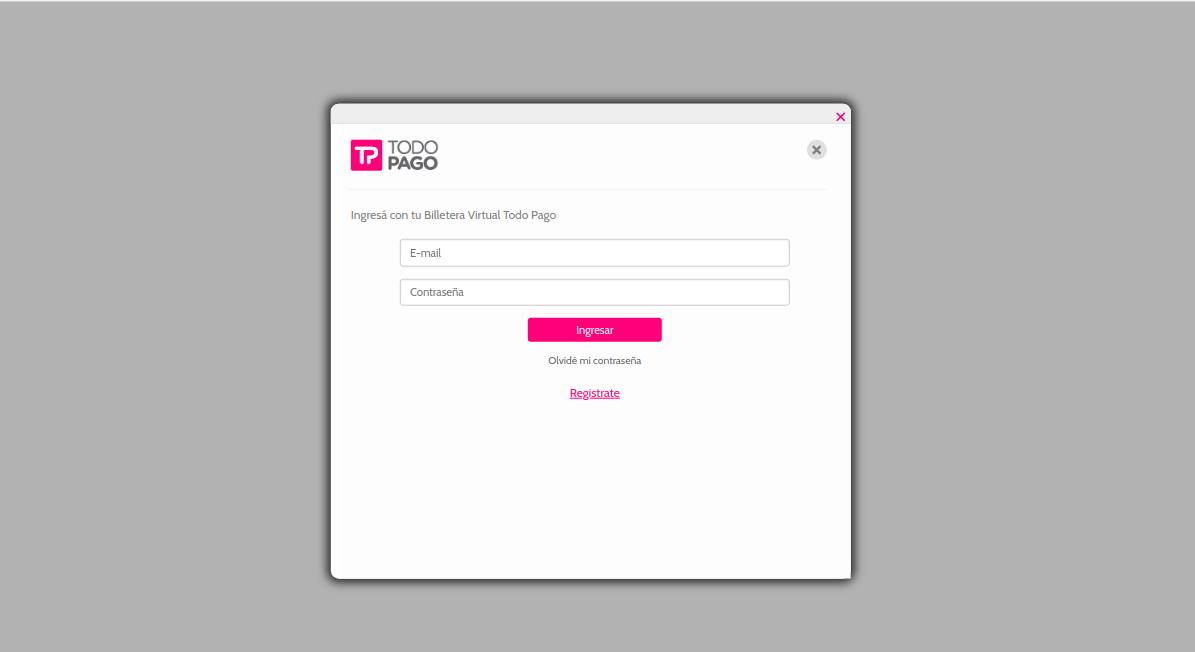 TP TODO
PAGO
Ingresá con tu Billetera Virtual Todo Pago
E-mail
Contraseña
Ingresar
Olvidé mi contraseña
Registrate